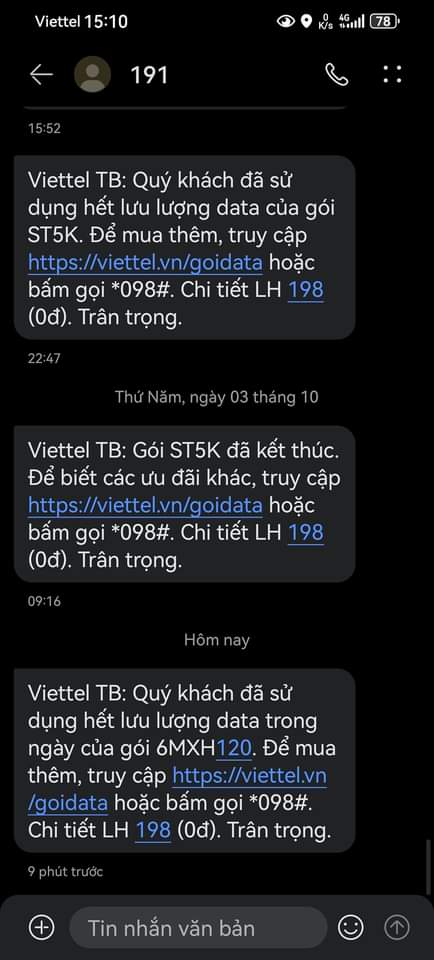 Viettel 15:10
0 K/s 4G 78
191
15:52
Viettel TB: Quý khách đã sử
dụng hết lưu lượng data của gói
ST5K. Để mua thêm, truy cập
https://viettel.vn/goidata hoặc
bấm gọi *098#. Chi tiết LH 198
(0đ). Trân trọng.
22:47
Thứ Năm, ngày 03 tháng 10
Viettel TB: Gói ST5K đã kết thúc.
Để biết các ưu đãi khác, truy cập
https://viettel.vn/goidata hoặc
bấm gọi *098#. Chi tiết LH 198
(0đ). Trân trọng.
09:16
Hôm nay
Viettel TB: Quý khách đã sử
dụng hết lưu lượng data trong
ngày của gói 6MXH120. Để mua
thêm, truy cập https://viettel.vn
/goidata hoặc bấm gọi *098#.
Chi tiết LH 198 (0đ). Trân trọng.
9 phút trước
Tin nhắn văn bản